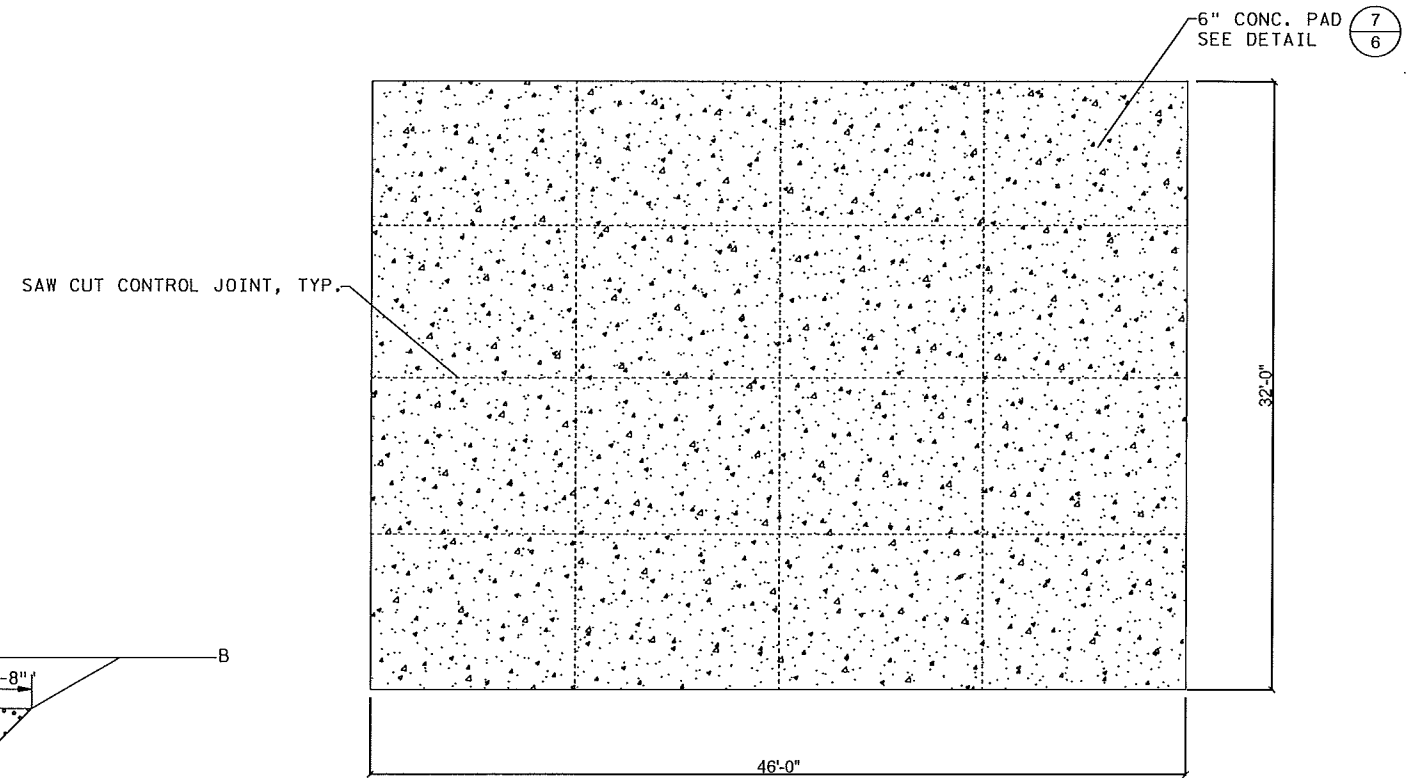 6" CONC. PAD
SEE DETAIL
7
6
SAW CUT CONTROL JOINT, TYP.
32'-0"
B
-8"
46'-0"